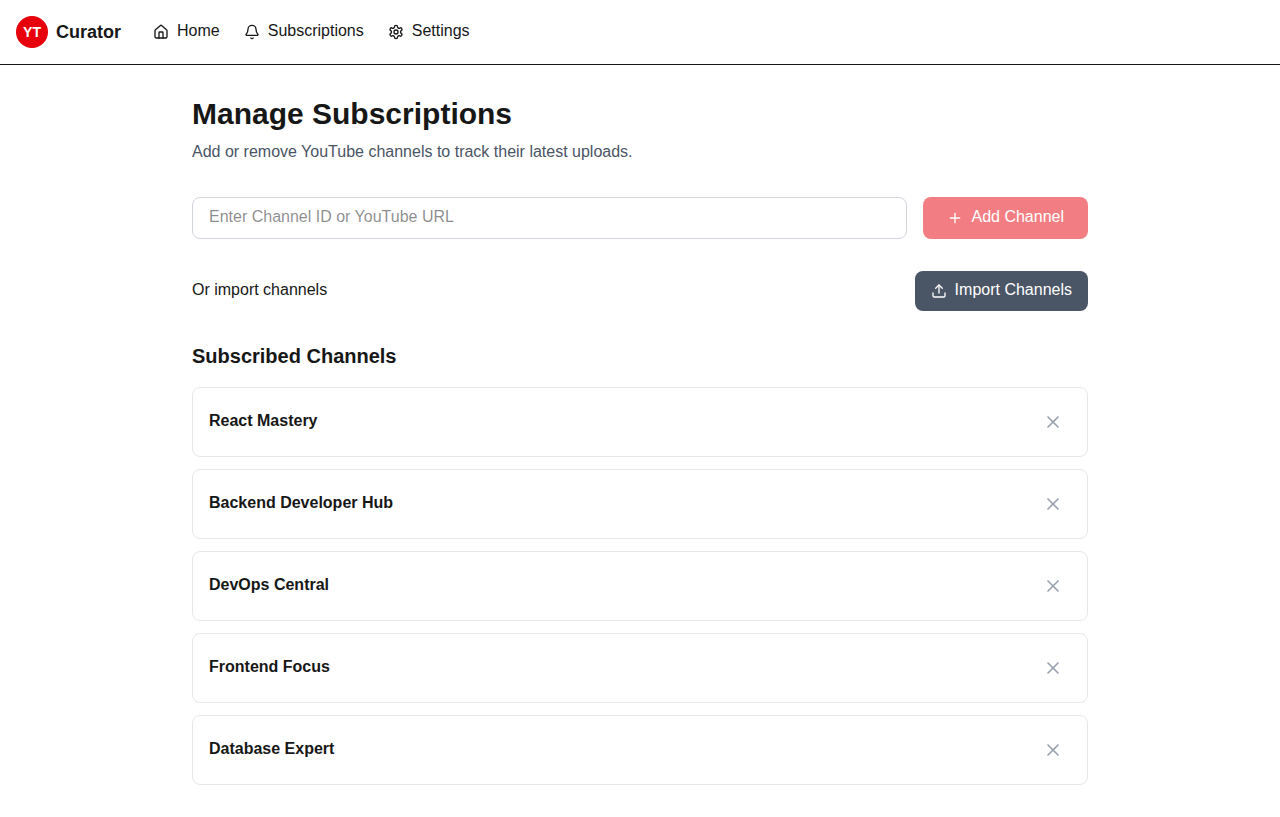 YT Curator Home Subscriptions Settings
Manage Subscriptions
Add or remove YouTube channels to track their latest uploads.
Enter Channel ID or YouTube URL Add Channel
Or import channels Import Channels
Subscribed Channels
React Mastery
Backend Developer Hub
DevOps Central
Frontend Focus
Database Expert